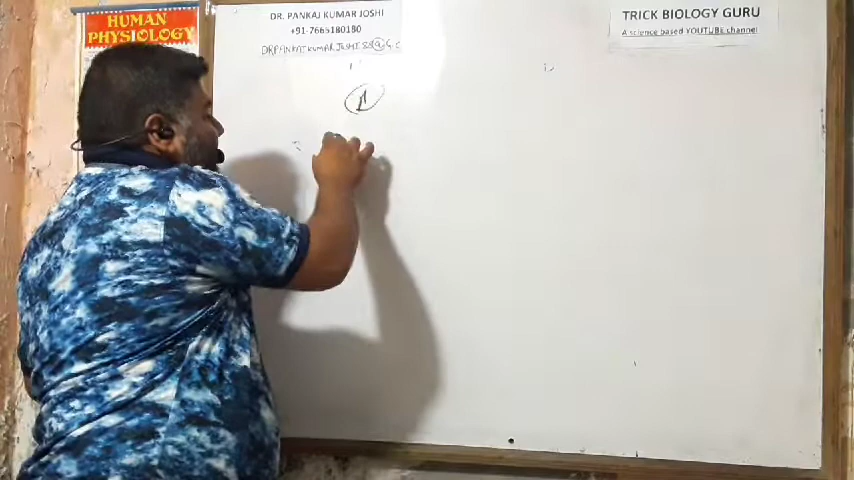 HUMAN
PHYSIOLOGY
DR. PANKAJ KUMAR JOSHI
+91-7665180180
TRICK BIOLOGY GURU
A science based YOUTUBE channel